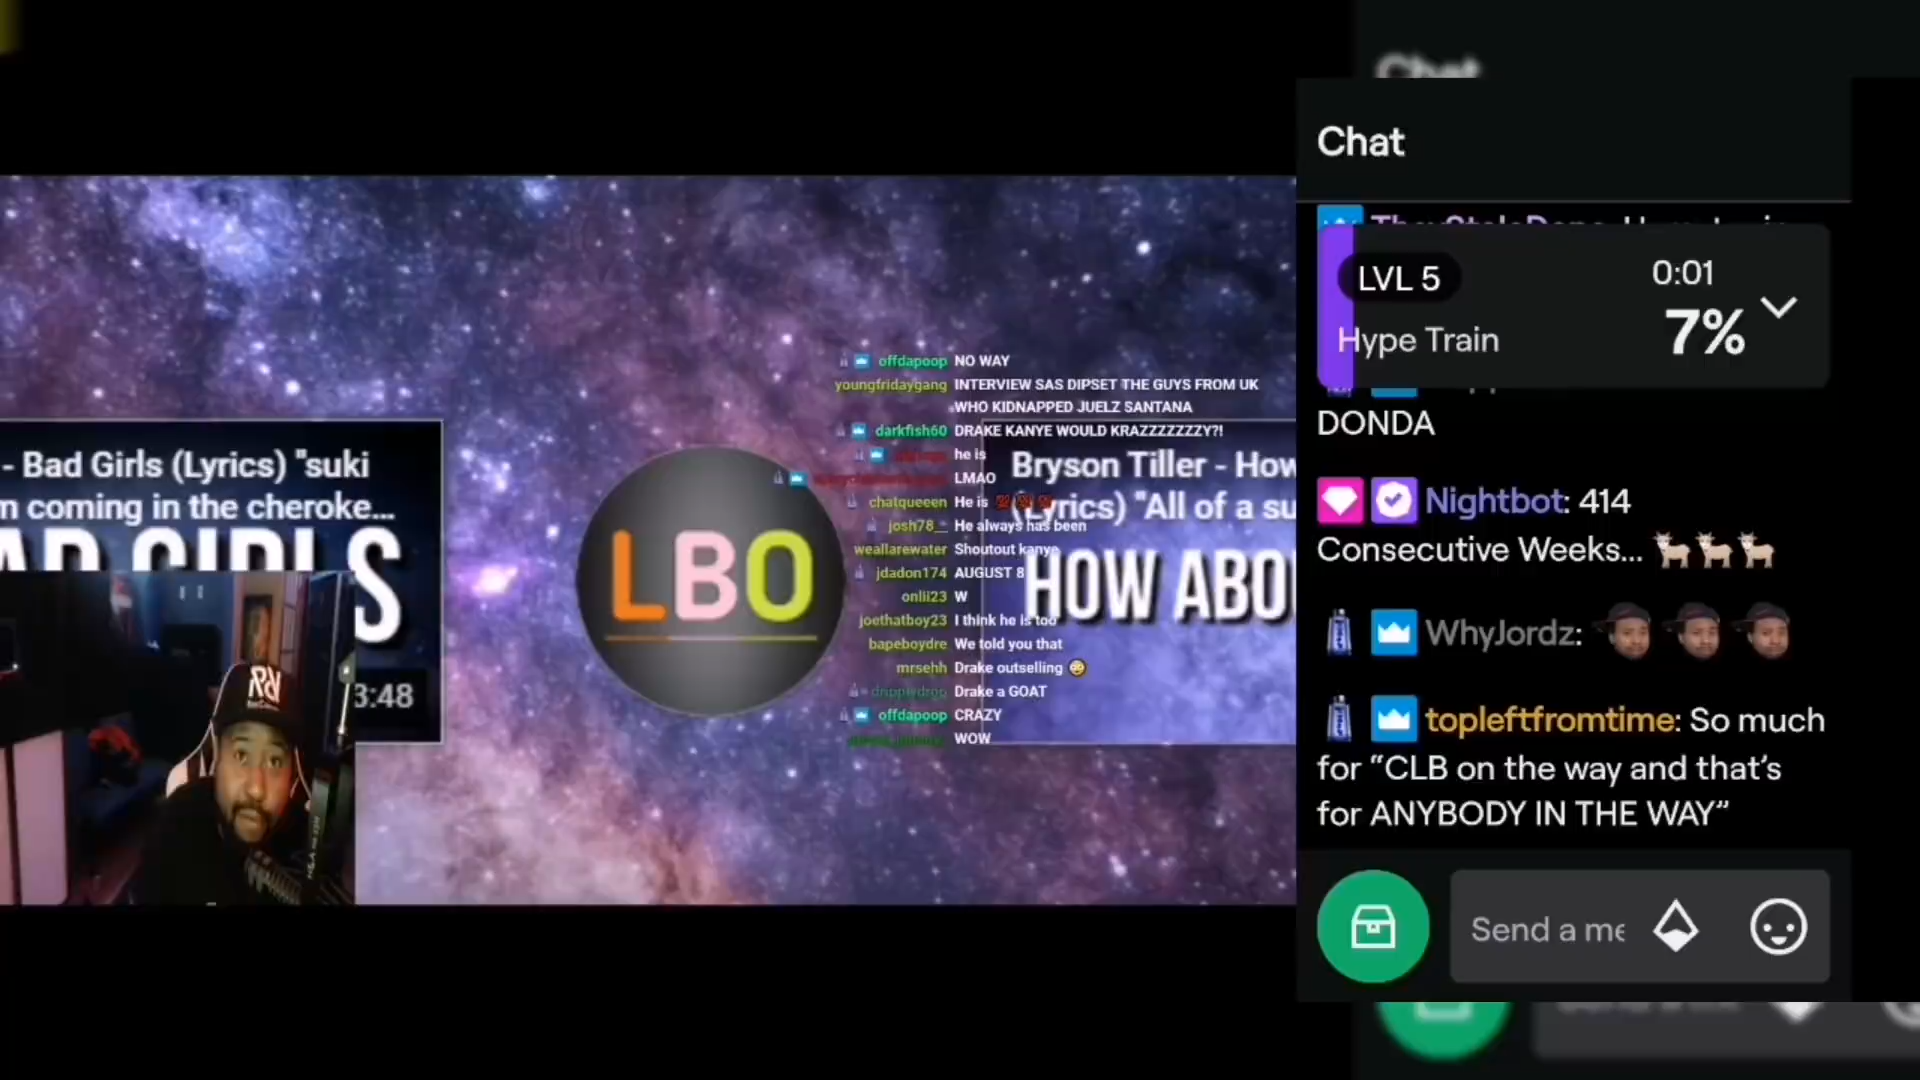 Chat
LVL 5
0:01
Hype Train
7%
DONDA
Nightbot: 414
Consecutive Weeks...
WhyJordz:
topleftfromtime: So much
for “CLB on the way and that’s
for ANYBODY IN THE WAY”
Send a me
offdapoop NO WAY
youngfridaygang INTERVIEW SAS DIPSET THE GUYS FROM UK
WHO KIDNAPPED JUELZ SANTANA
darkfish60 DRAKE KANYE WOULD KRAZZZZZZZY?!
he is
LMAO
chatqueeen He is
josh78__ He always has been
weallarewater Shoutout kanye
jdadon174 AUGUST 8
onlii23 W
joethatboy23 I think he is too
bapeboydre We told you that
mrsehh Drake outselling
drippledrop Drake a GOAT
offdapoop CRAZY
WOW
- Bad Girls (Lyrics) "suki
m coming in the cheroke...
AD GIRLS
3:48
LBO
Bryson Tiller - How
(Lyrics) "All of a su
HOW ABO